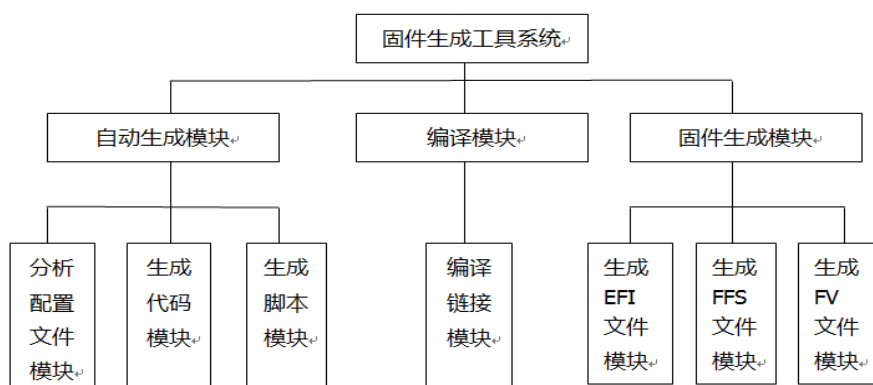 固件生成工具系统
自动生成模块
编译模块
固件生成模块
分析
配置
文件
模块
生成
代码
模块
生成
脚本
模块
编译
链接
模块
生成
EFI
文件
模块
生成
FFS
文件
模块
生成
FV
文件
模块